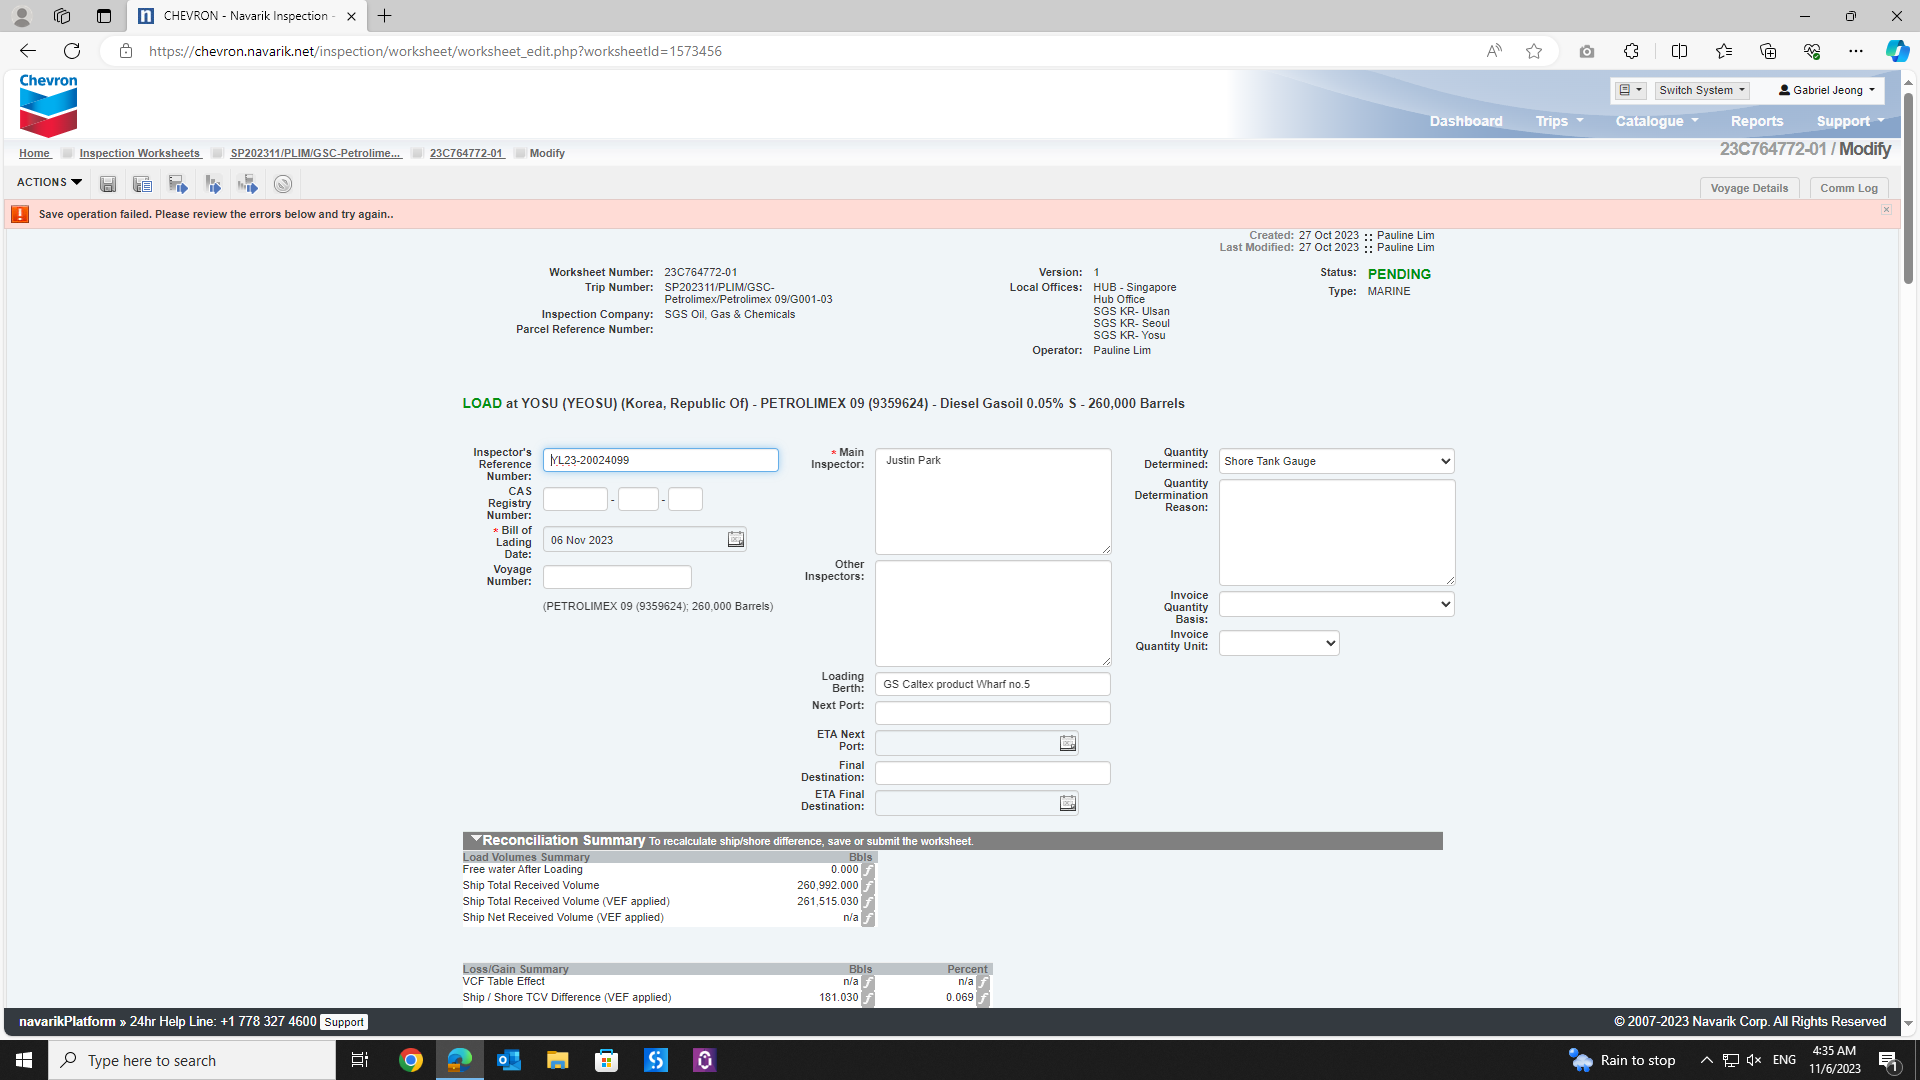 CHEVRON - Navarik Inspection -
https://chevron.navarik.net/inspection/worksheet/worksheet_edit.php?worksheetId=1573456
Chevron
Switch System
Gabriel Jeong
Dashboard Trips Catalogue Reports Support
Home Inspection Worksheets SP202311/PLIM/GSC-Petrolime... 23C764772-01 Modify
23C764772-01 / Modify
ACTIONS
Voyage Details Comm Log
Save operation failed. Please review the errors below and try again..
Created: 27 Oct 2023 :: Pauline Lim
Last Modified: 27 Oct 2023 :: Pauline Lim
Worksheet Number: 23C764772-01
Trip Number: SP202311/PLIM/GSC-
Petrolimex/Petrolimex 09/G001-03
Inspection Company: SGS Oil, Gas & Chemicals
Parcel Reference Number:
Version: 1
Local Offices: HUB - Singapore
Hub Office
SGS KR- Ulsan
SGS KR- Seoul
SGS KR- Yosu
Operator: Pauline Lim
Status: PENDING
Type: MARINE
LOAD at YOSU (YEOSU) (Korea, Republic Of) - PETROLIMEX 09 (9359624) - Diesel Gasoil 0.05% S - 260,000 Barrels
Inspector's
Reference
Number:
YL23-20024099
CAS
Registry
Number:
- -
* Bill of
Lading
Date:
06 Nov 2023
Voyage
Number:
(PETROLIMEX 09 (9359624); 260,000 Barrels)
* Main
Inspector:
Justin Park
Other
Inspectors:
Loading
Berth:
GS Caltex product Wharf no.5
Next Port:
ETA Next
Port:
Final
Destination:
ETA Final
Destination:
Quantity
Determined:
Shore Tank Gauge
Quantity
Determination
Reason:
Invoice
Quantity
Basis:
Invoice
Quantity Unit:
Reconciliation Summary To recalculate ship/shore difference, save or submit the worksheet.
Load Volumes Summary Bbls
Free water After Loading 0.000 f
Ship Total Received Volume 260,992.000 f
Ship Total Received Volume (VEF applied) 261,515.030 f
Ship Net Received Volume (VEF applied) n/a f
Loss/Gain Summary Bbls Percent
VCF Table Effect n/a f n/a f
Ship / Shore TCV Difference (VEF applied) 181.030 f 0.069 f
navarikPlatform » 24hr Help Line: +1 778 327 4600 Support
© 2007-2023 Navarik Corp. All Rights Reserved
Type here to search
Rain to stop
ENG
4:35 AM
11/6/2023
1